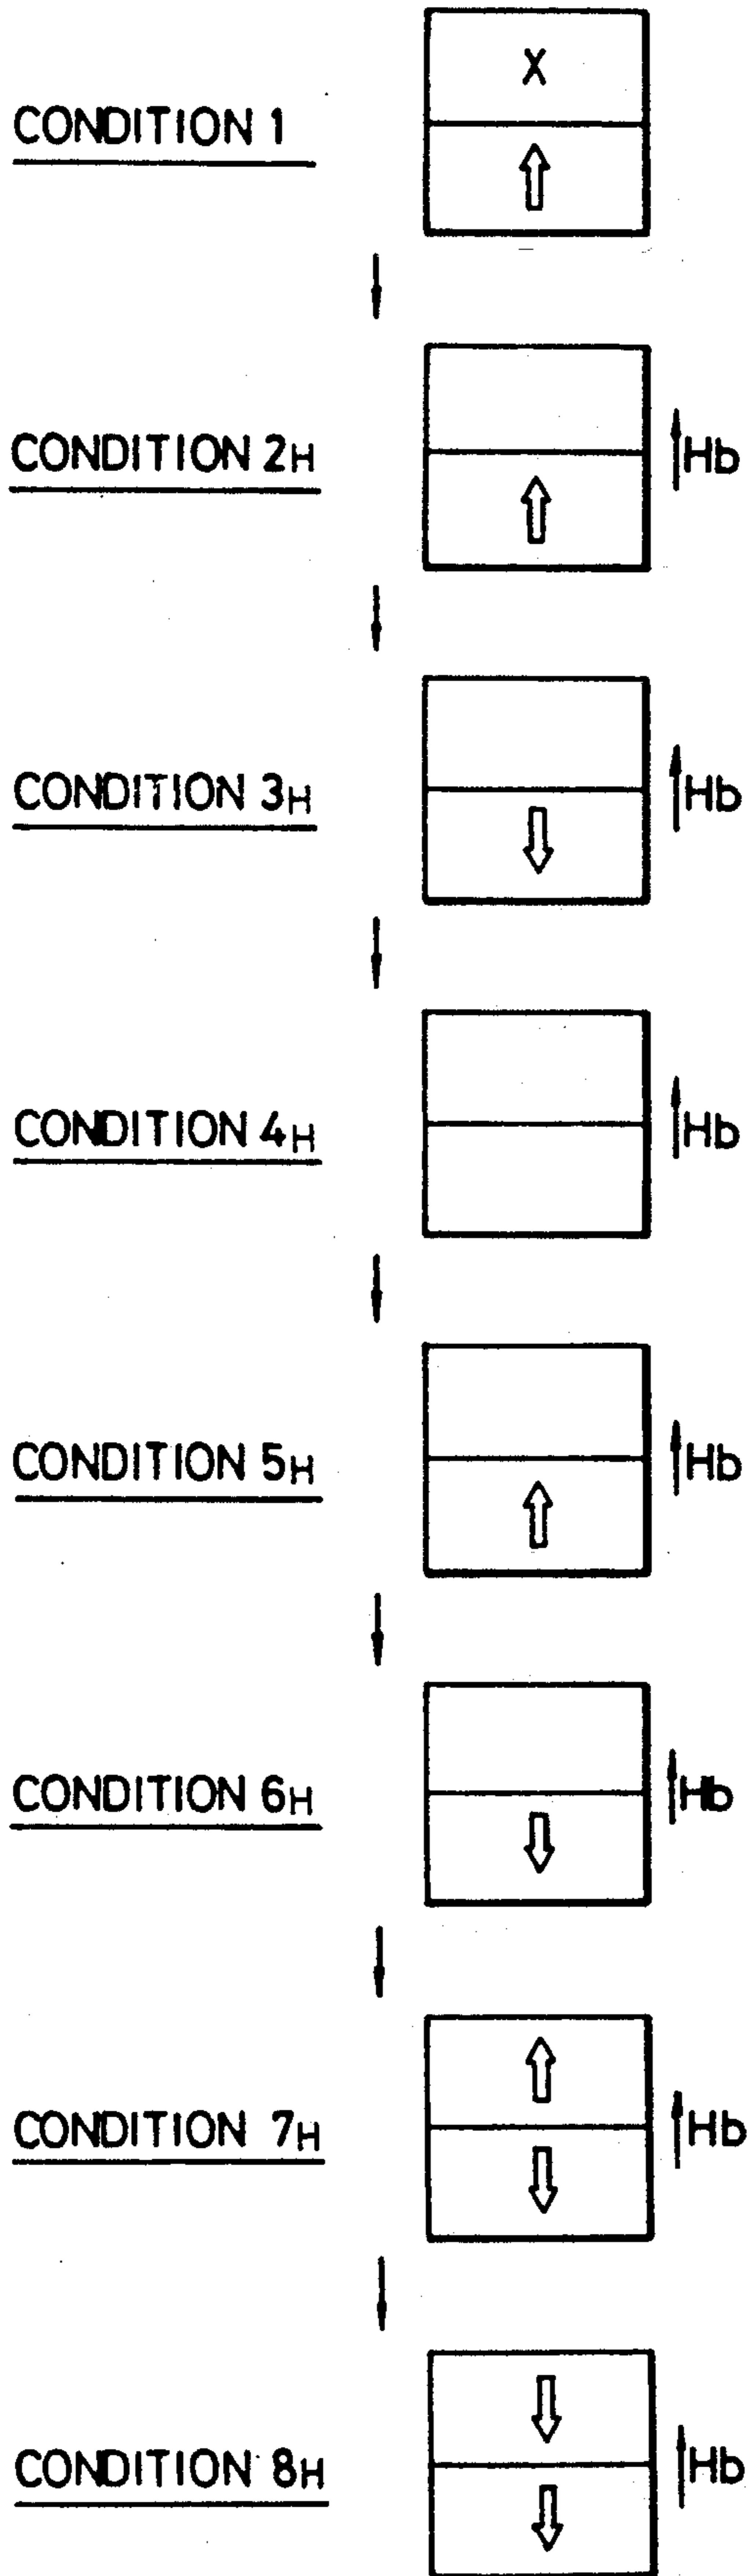 X
CONDITION 1
CONDITION 2H
Hb
CONDITION 3H
Hb
CONDITION 4H
Hb
CONDITION 5H
Hb
CONDITION 6H
Hb
CONDITION 7H
Hb
CONDITION 8H
Hb